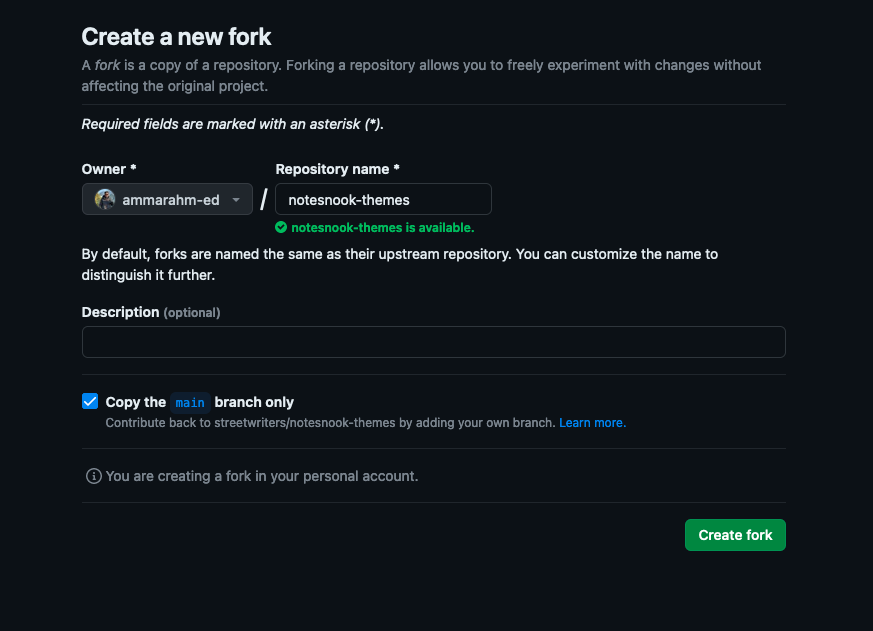 Create a new fork
A fork is a copy of a repository. Forking a repository allows you to freely experiment with changes without
affecting the original project.
Required fields are marked with an asterisk (*).
Owner * Repository name *
ammarahm-ed / notesnook-themes
notesnook-themes is available.
By default, forks are named the same as their upstream repository. You can customize the name to
distinguish it further.
Description (optional)
Copy the main branch only
Contribute back to streetwriters/notesnook-themes by adding your own branch. Learn more.
You are creating a fork in your personal account.
Create fork